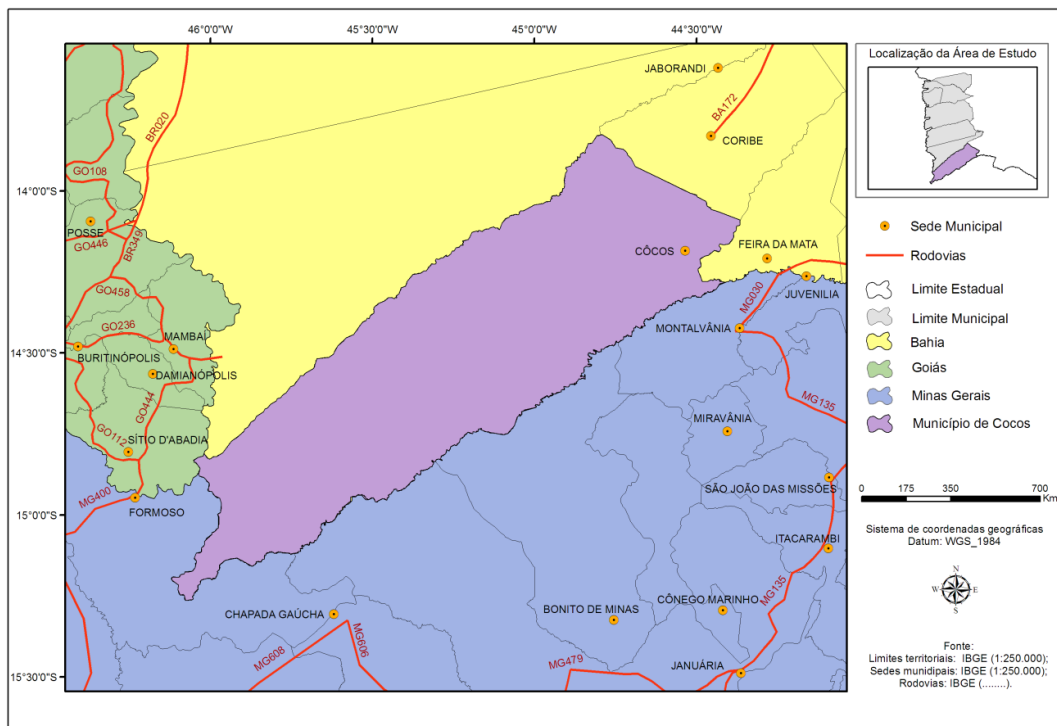 46°0'0"W
45°30'0"W
45°0'0"W
44°30'0"W
Localização da Área de Estudo
JABORANDI
BA172
BR020
CORIBE
GO108
14°0'0"S
POSSE
GO446
BR349
CÔCOS
FEIRA DA MATA
Sede Municipal
Rodovias
GO458
MG030
JUVENILIA
Limite Estadual
GO236
MAMBAÍ
MONTALVÂNIA
Limite Municipal
14°30'0"S
BURITINÓPOLIS
Bahia
DAMIANÓPOLIS
Goiás
GO444
MG135
Minas Gerais
MIRAVÂNIA
Município de Cocos
GO112
SÍTIO D'ABADIA
MG400
SÃO JOÃO DAS MISSÕES
0 175 350 700
Km
15°0'0"S
FORMOSO
Sistema de coordenadas geográficas
Datum: WGS_1984
ITACARAMBI
N
W E
S
MG135
CHAPADA GAÚCHA
BONITO DE MINAS
CÔNEGO MARINHO
MG608
MG606
MG479
JANUÁRIA
15°30'0"S
Fonte:
Limites territoriais: IBGE (1:250.000);
Sedes munidipais: IBGE (1:250.000);
Rodovias: IBGE (........).